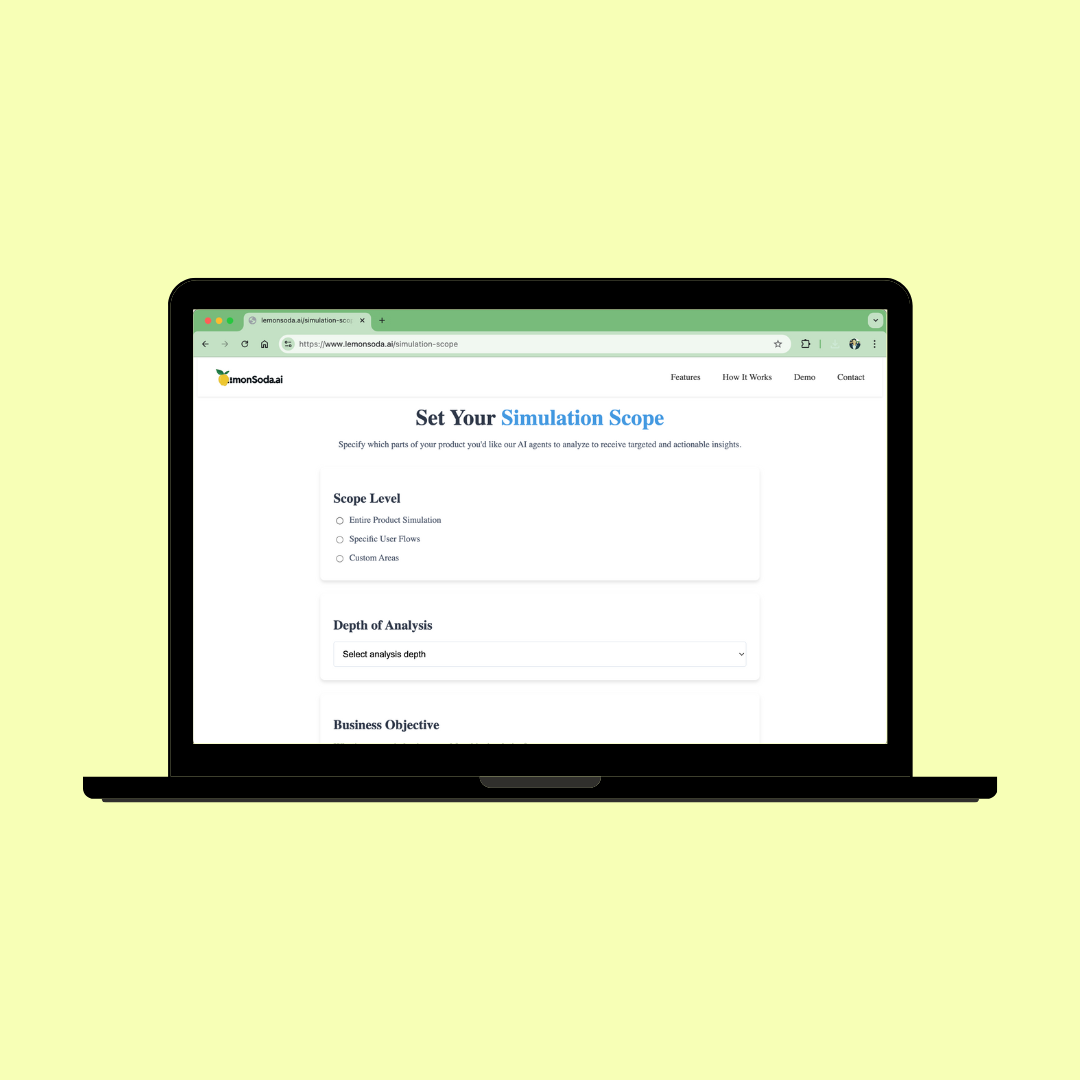 lemonsoda.ai/simulation-sco
https://www.lemonsoda.ai/simulation-scope
LemonSoda.ai
Features How It Works Demo Contact
Set Your Simulation Scope
Specify which parts of your product you'd like our AI agents to analyze to receive targeted and actionable insights.
Scope Level
Entire Product Simulation
Specific User Flows
Custom Areas
Depth of Analysis
Select analysis depth
Business Objective